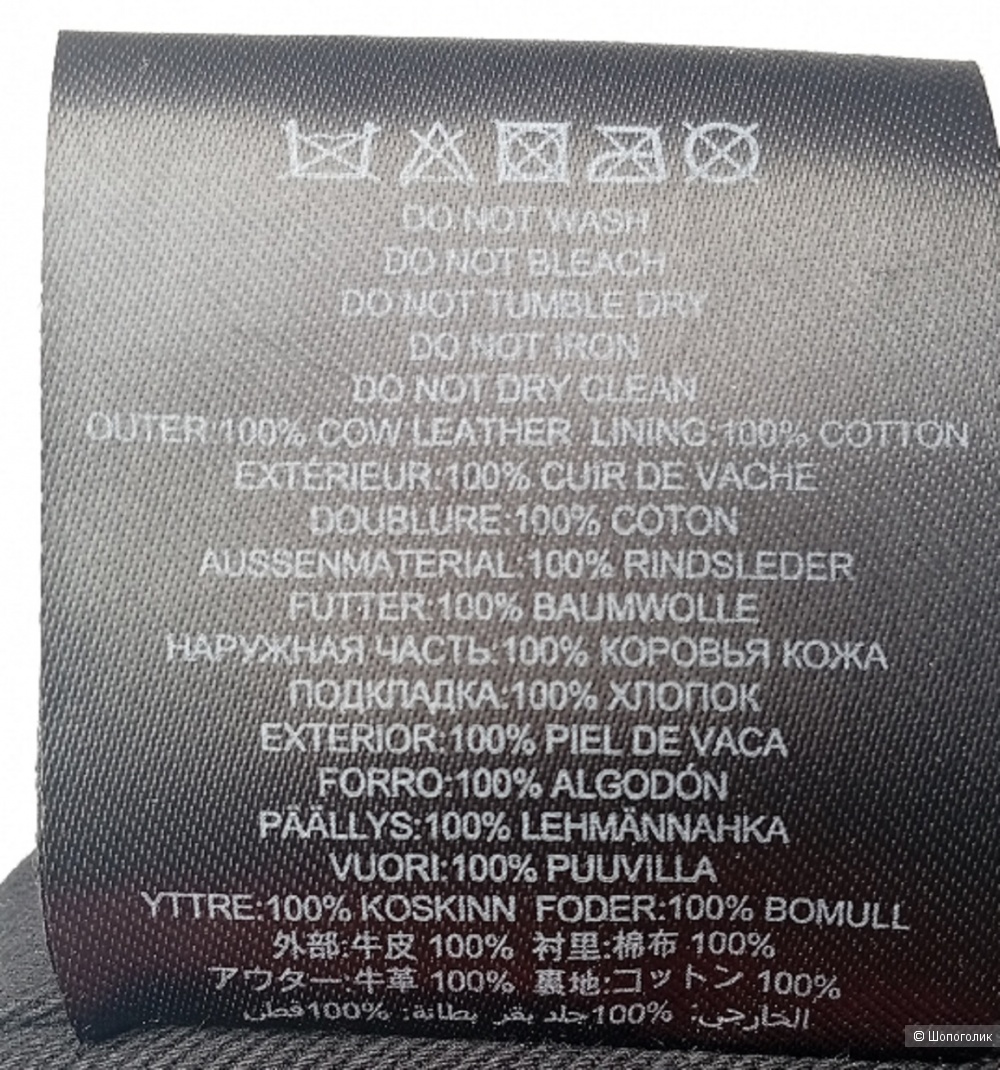 DO NOT WASH
DO NOT BLEACH
DO NOT TUMBLE DRY
DO NOT IRON
DO NOT DRY CLEAN
OUTER:100% COW LEATHER LINING:100% COTTON
EXTÉRIEUR:100% CUIR DE VACHE
DOUBLURE:100% COTON
AUSSENMATERIAL:100% RINDSLEDER
FUTTER:100% BAUMWOLLE
НАРУЖНАЯ ЧАСТЬ:100% КОРОВЬЯ КОЖА
ПОДКЛАДКА:100% ХЛОПОК
EXTERIOR:100% PIEL DE VACA
FORRO:100% ALGODÓN
PÄÄLLYS:100% LEHMÄNNAHKA
VUORI:100% PUUVILLA
YTTRE:100% KOSKINN FODER:100% BOMULL
外部:牛皮 100% 衬里:棉布 100%
アウター:牛革 100% 裏地:コットン 100%
الخارجي: 100%جلد بقر بطانة: 100%قطن
© Шопоголик